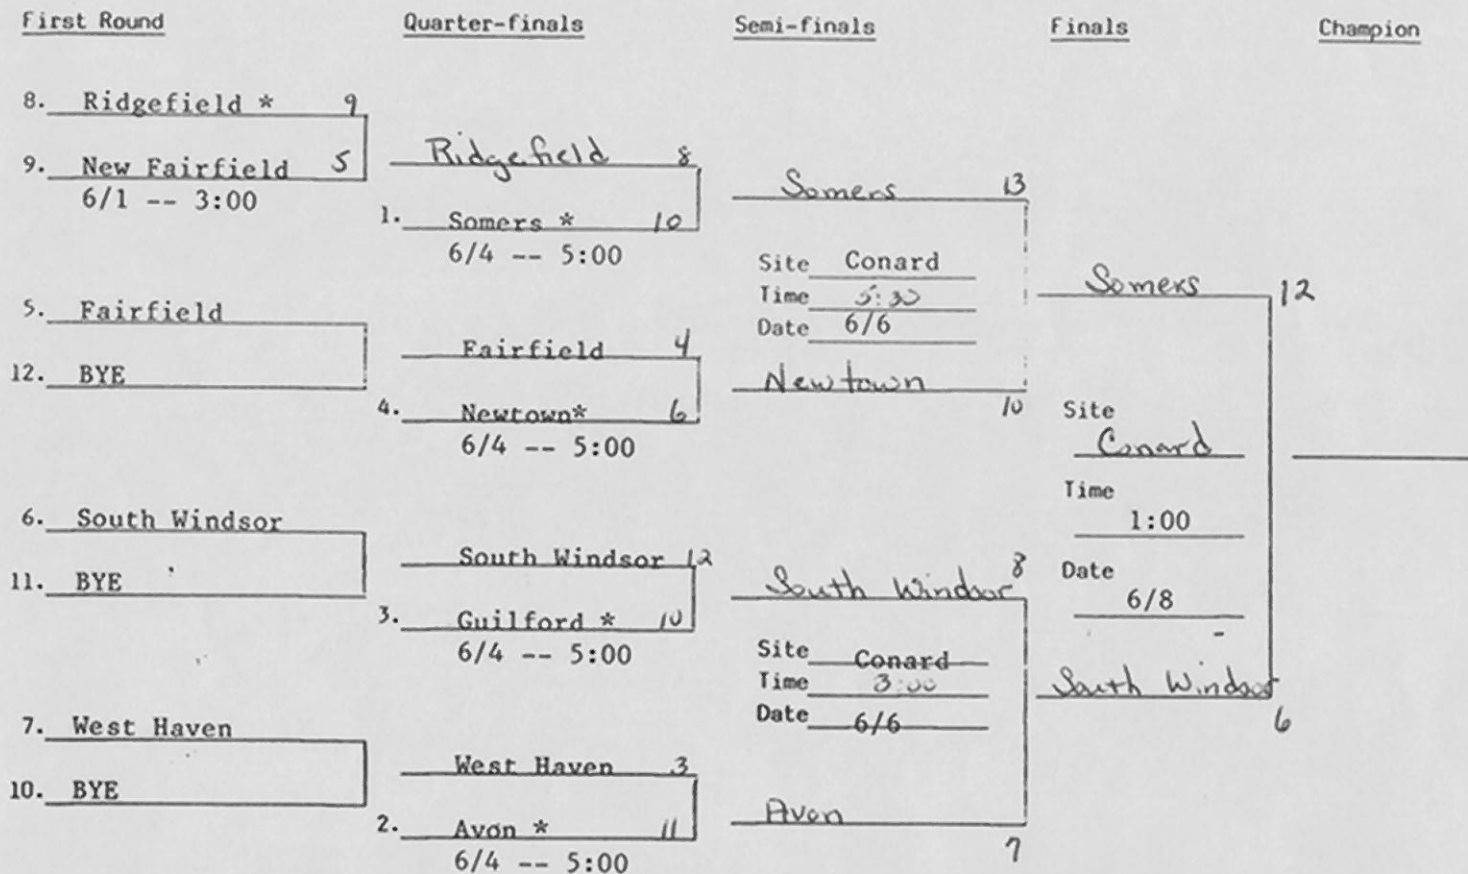 First Round
Quarter-finals
Semi-finals
Finals
Champion
8. Ridgefield * 9
9. New Fairfield 5
6/1 -- 3:00
5. Fairfield
12. BYE
6. South Windsor
11. BYE
7. West Haven
10. BYE
Ridgefield 8
1. Somers * 10
6/4 -- 5:00
Fairfield 4
4. Newtown* 6
6/4 -- 5:00
South Windsor 12
3. Guilford * 10
6/4 -- 5:00
West Haven 3
2. Avon * 11
6/4 -- 5:00
Somers 13
Site Conard
Time 5:30
Date 6/6
Newtown
10
South Windsor 8
Site Conard
Time 3:00
Date 6/6
Avon
7
Somers 12
Site
Conard
Time
1:00
Date
6/8
South Windsor
6